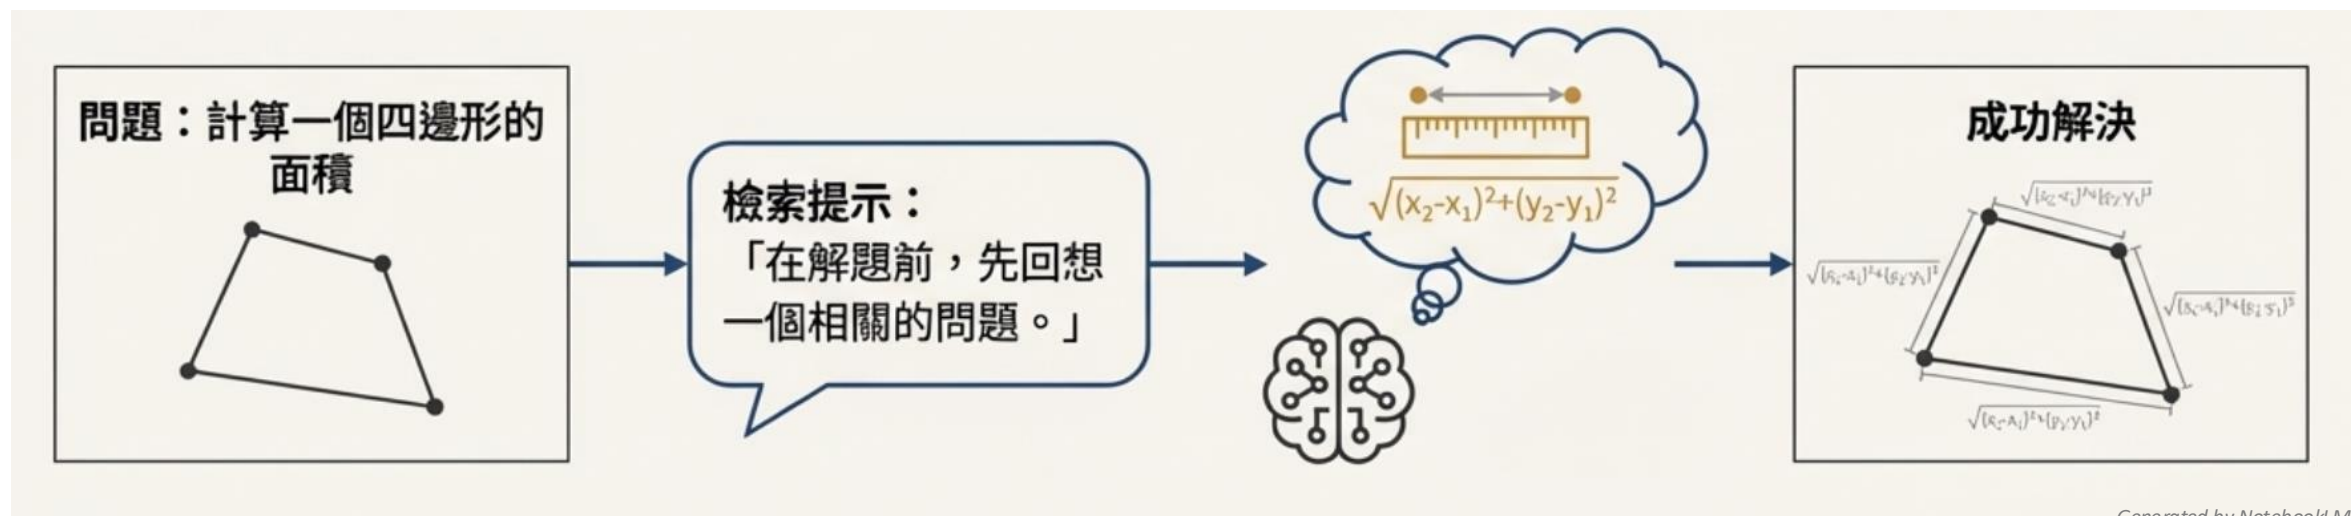 問題：計算一個四邊形的
面積
檢索提示：
「在解題前，先回想
一個相關的問題。」
√(x₂-x₁)²+(y₂-y₁)²
成功解決
Generated by